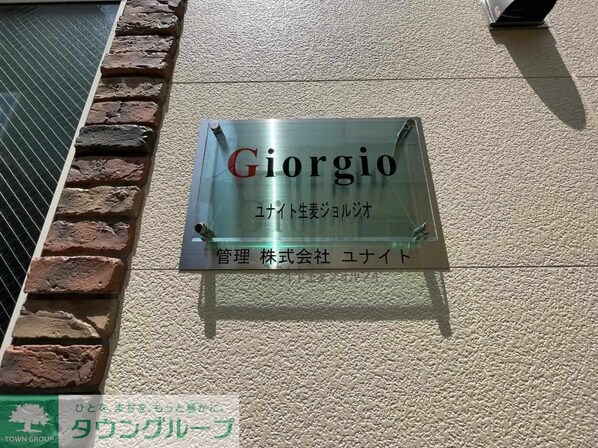 Giorgio
ユナイト生麦ジョルジオ
管理 株式会社 ユナイト
ひとを、まちを、もっと豊かに。
タウングループ
TOWN GROUP